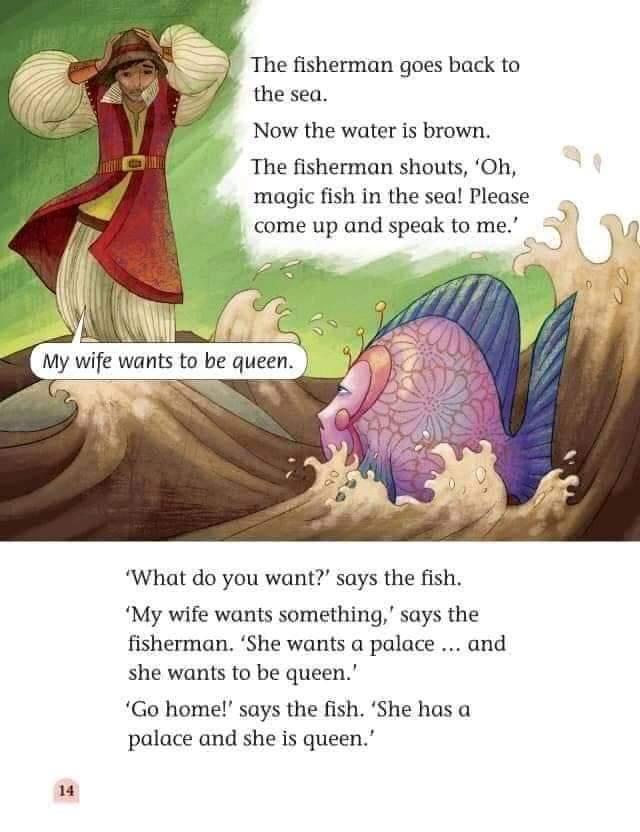 The fisherman goes back to
the sea.
Now the water is brown.
The fisherman shouts, ‘Oh,
magic fish in the sea! Please
come up and speak to me.’
My wife wants to be queen.
‘What do you want?’ says the fish.
‘My wife wants something,’ says the
fisherman. ‘She wants a palace ... and
she wants to be queen.’
‘Go home!’ says the fish. ‘She has a
palace and she is queen.’
14